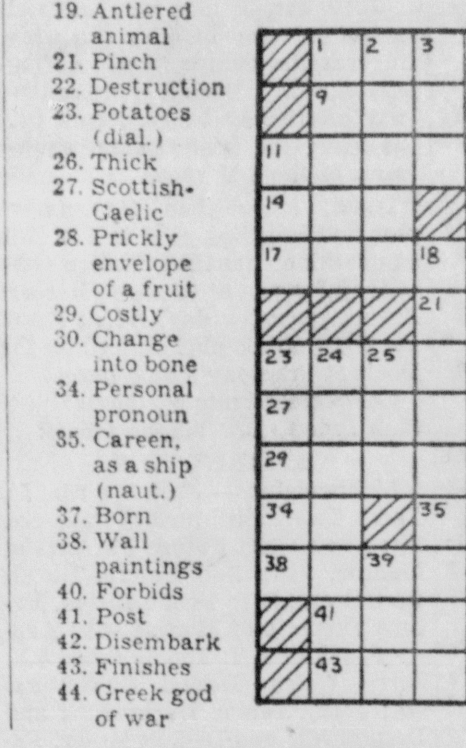 19. Antlered
animal
21. Pinch
22. Destruction
23. Potatoes
(dial.)
26. Thick
27. Scottish-
Gaelic
28. Prickly
envelope
of a fruit
29. Costly
30. Change
into bone
34. Personal
pronoun
35. Careen,
as a ship
(naut.)
37. Born
38. Wall
paintings
40. Forbids
41. Post
42. Disembark
43. Finishes
44. Greek god
of war
1 2 3
9
11
14
17 18
21
23 24 25
27
29
34 35
38 39
41
43